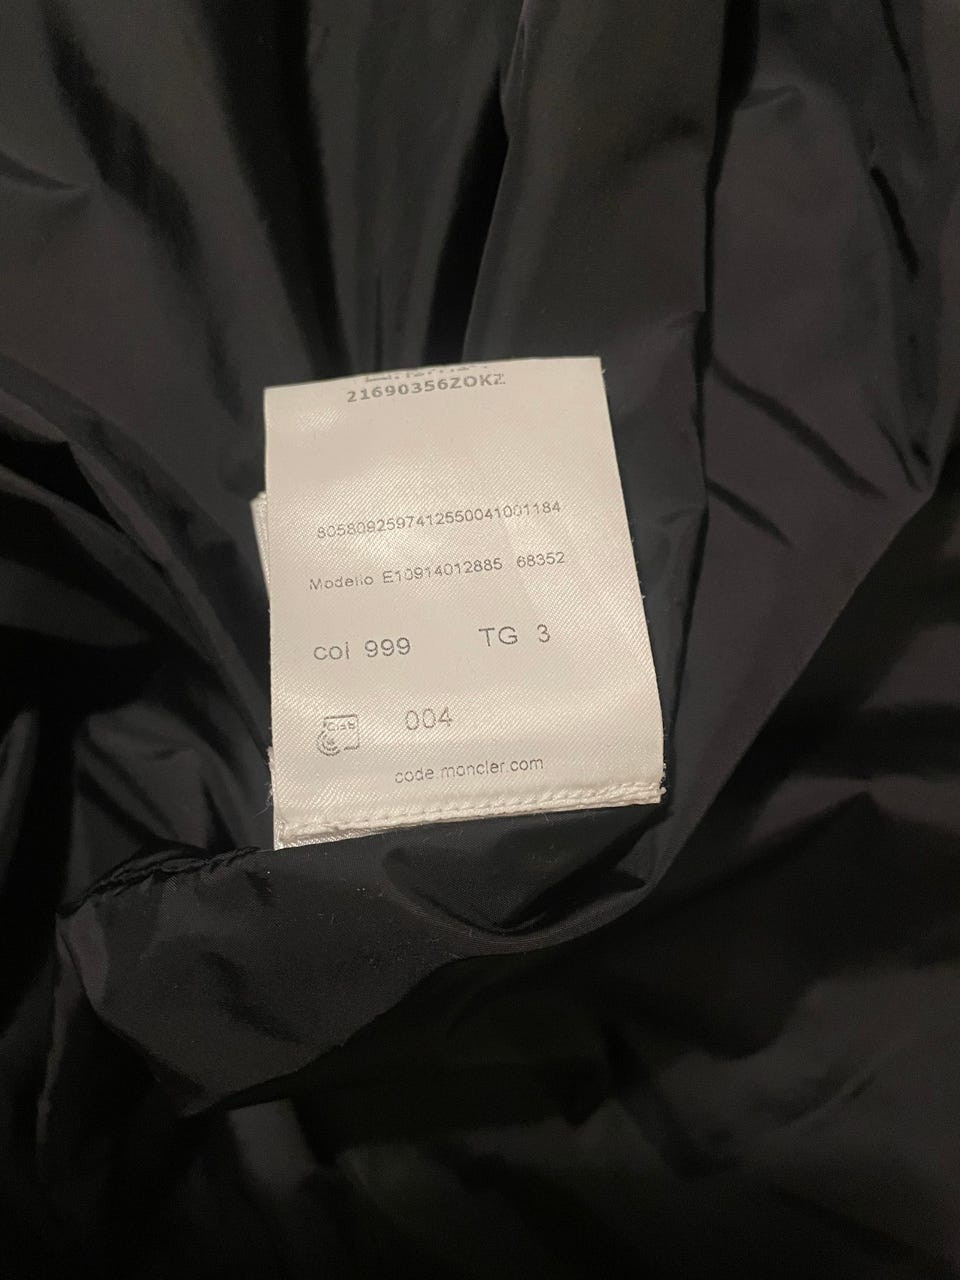 21690356ZOKZ
8058092597412550041001184
Modello E10914012885 68352
col 999 TG 3
004
code.moncler.com